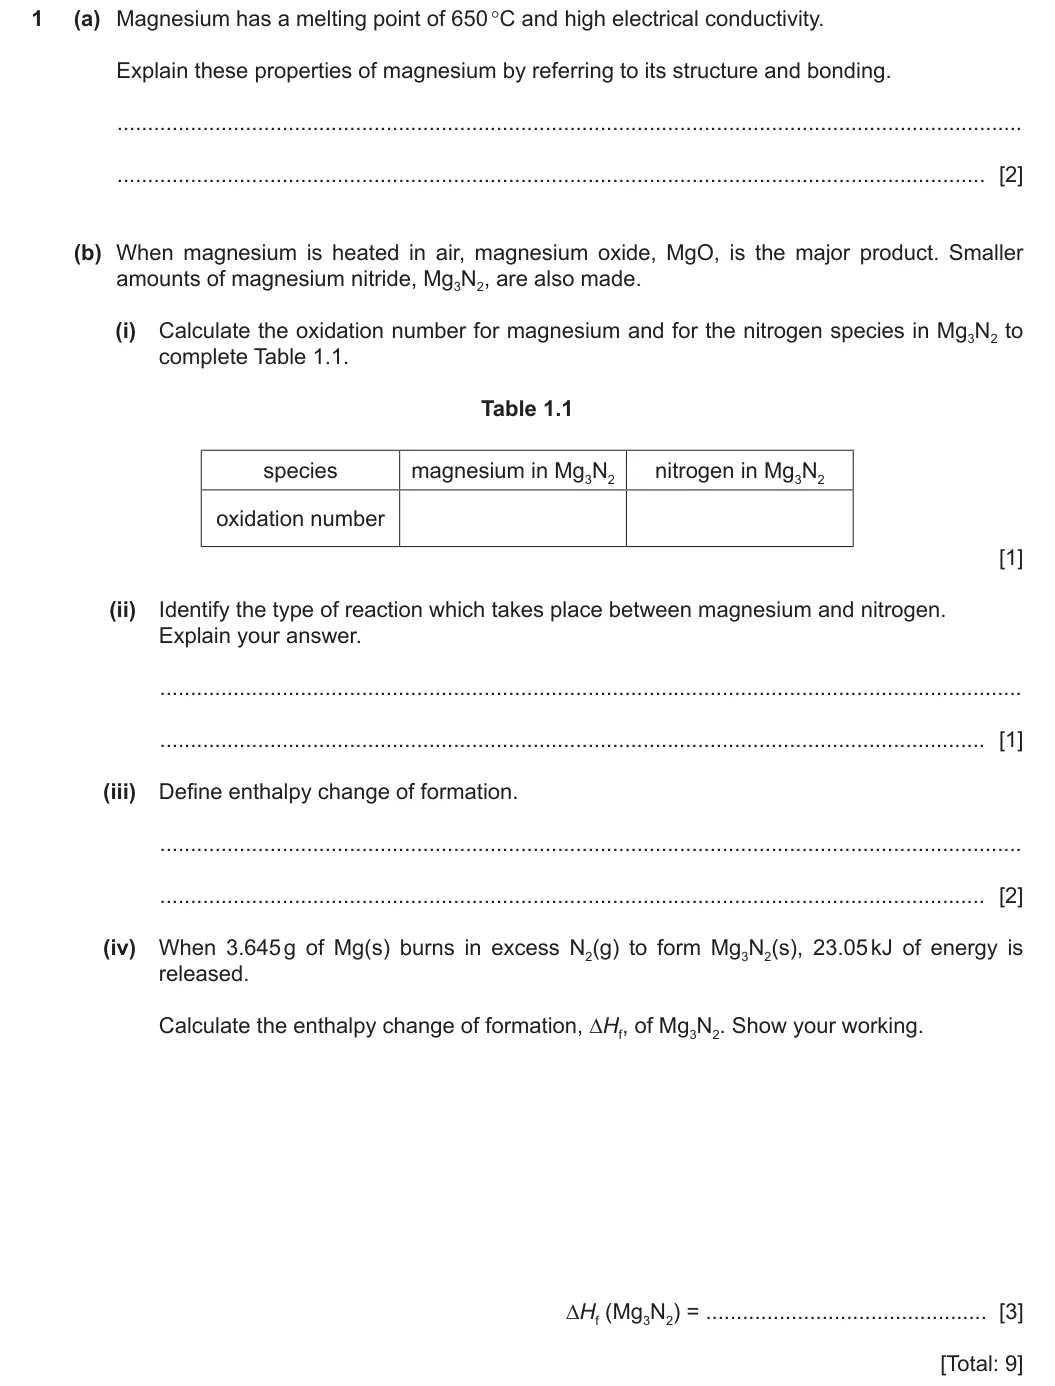 1 (a) Magnesium has a melting point of 650 °C and high electrical conductivity.
Explain these properties of magnesium by referring to its structure and bonding.
..........................................................................................................................................................
.................................................................................................................................................... [2]
(b) When magnesium is heated in air, magnesium oxide, MgO, is the major product. Smaller
amounts of magnesium nitride, Mg₃N₂, are also made.
(i) Calculate the oxidation number for magnesium and for the nitrogen species in Mg₃N₂ to
complete Table 1.1.
Table 1.1
species magnesium in Mg₃N₂ nitrogen in Mg₃N₂
oxidation number
[1]
(ii) Identify the type of reaction which takes place between magnesium and nitrogen.
Explain your answer.
..................................................................................................................................................
............................................................................................................................................ [1]
(iii) Define enthalpy change of formation.
..................................................................................................................................................
............................................................................................................................................ [2]
(iv) When 3.645 g of Mg(s) burns in excess N₂(g) to form Mg₃N₂(s), 23.05 kJ of energy is
released.
Calculate the enthalpy change of formation, ΔHf, of Mg₃N₂. Show your working.
ΔHf (Mg₃N₂) = .............................................. [3]
[Total: 9]